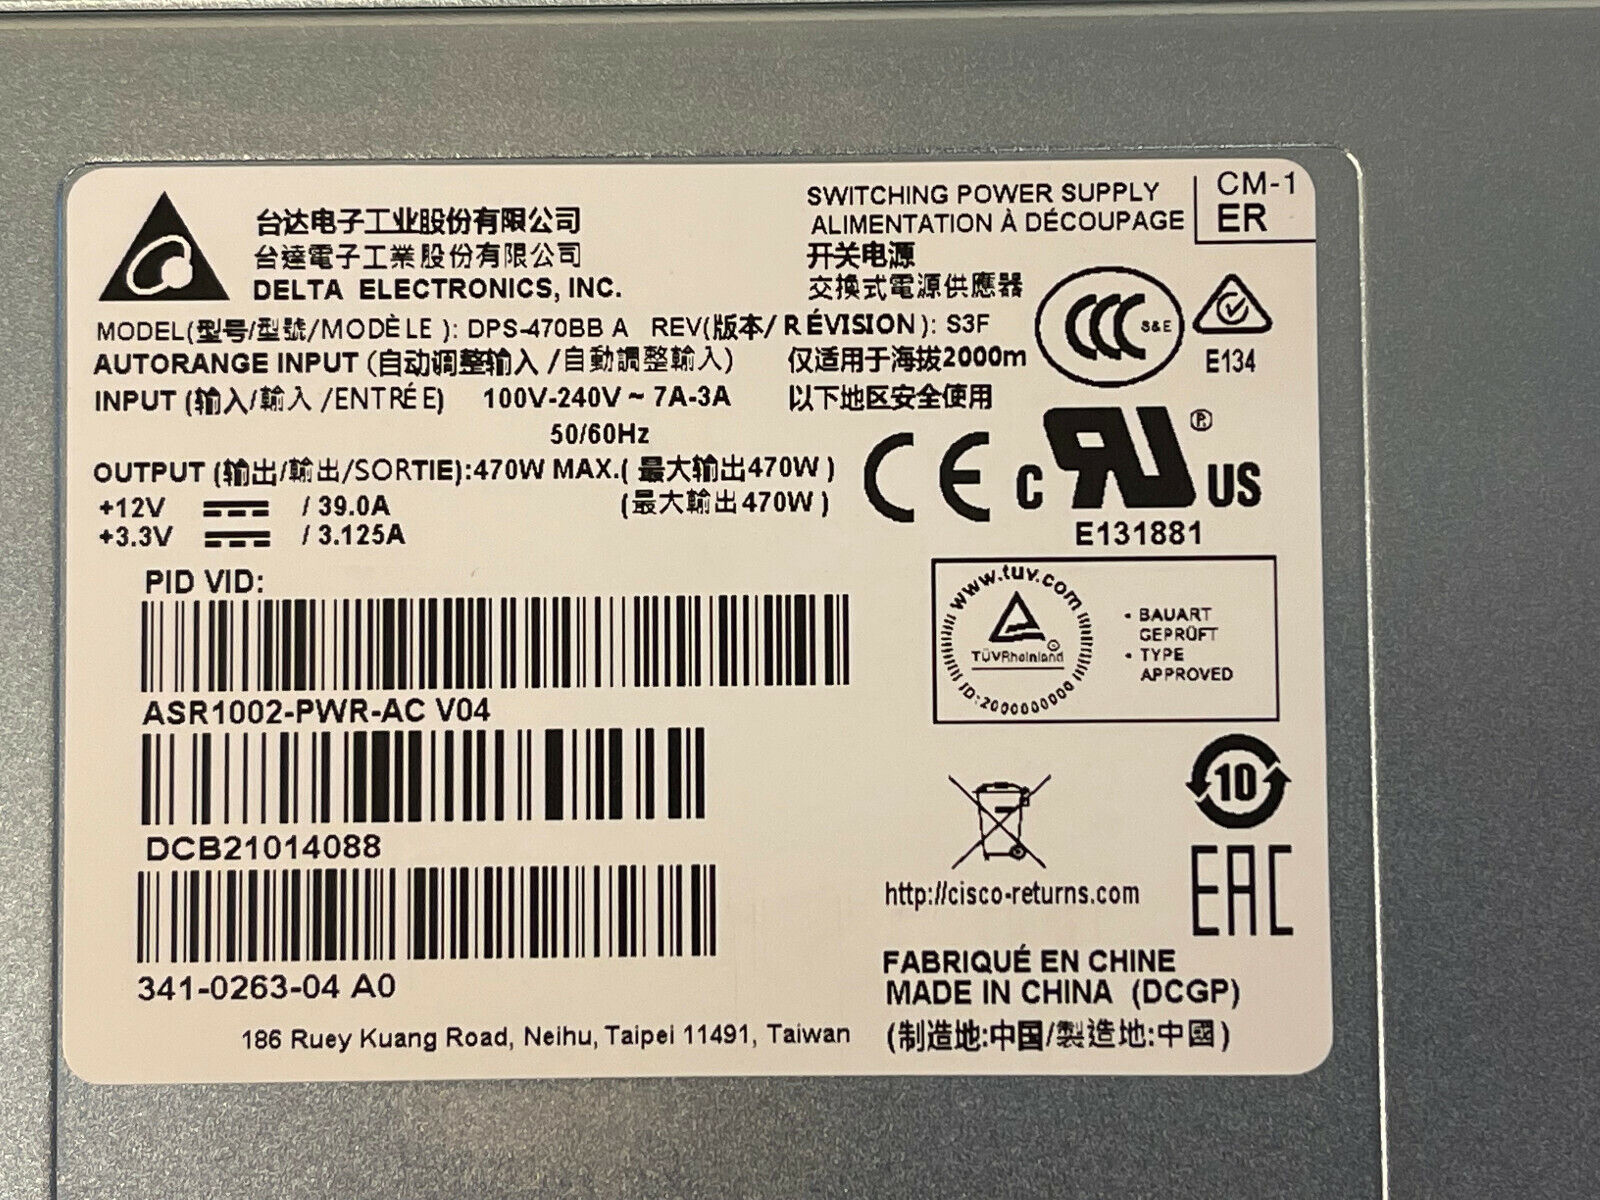 台达电子工业股份有限公司
台達電子工業股份有限公司
DELTA ELECTRONICS, INC.
SWITCHING POWER SUPPLY
ALIMENTATION À DÉCOUPAGE
开关电源
交換式電源供應器
CM-1
ER
MODEL(型号/型號/MODÈLE ): DPS-470BB A REV(版本/ RÉVISION ): S3F
AUTORANGE INPUT (自动调整输入 /自動調整輸入)
INPUT (输入/輸入 /ENTRÉE) 100V-240V ~ 7A-3A
50/60Hz
仅适用于海拔2000m
以下地区安全使用
S&E
E134
OUTPUT (输出/輸出/SORTIE):470W MAX.( 最大输出470W )
(最大輸出470W )
+12V / 39.0A
+3.3V / 3.125A
CE
c RU ® US
E131881
PID VID:
ASR1002-PWR-AC V04
DCB21014088
341-0263-04 A0
www.tuv.com
TÜVRheinland
ID:2000000000
• BAUART
GEPRÜFT
• TYPE
APPROVED
10
EAC
http://cisco-returns.com
FABRIQUÉ EN CHINE
MADE IN CHINA (DCGP)
(制造地:中国/製造地:中國)
186 Ruey Kuang Road, Neihu, Taipei 11491, Taiwan